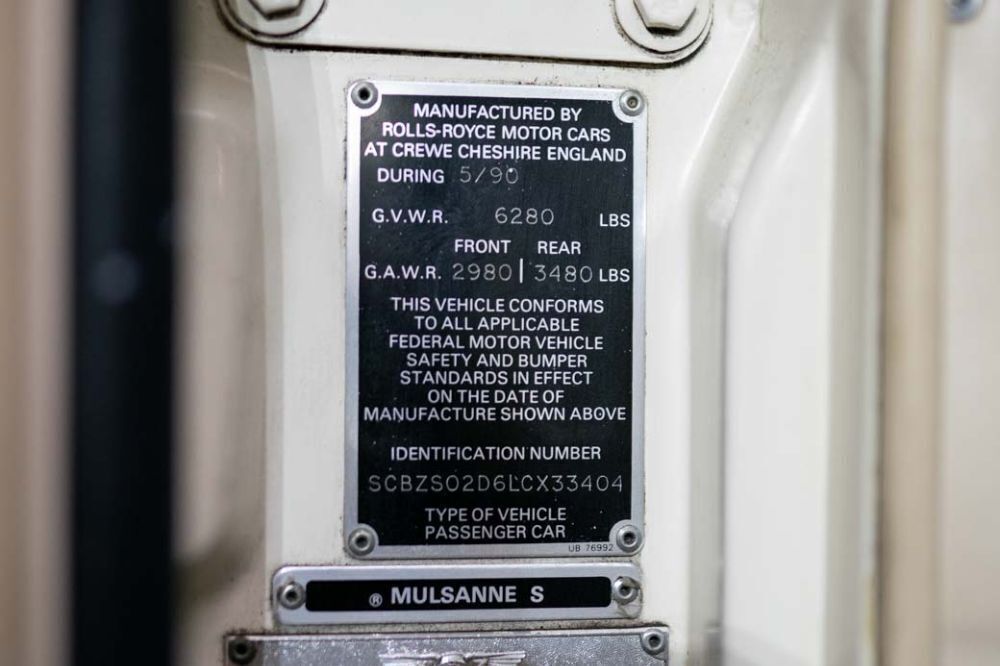 MANUFACTURED BY
ROLLS-ROYCE MOTOR CARS
AT CREWE CHESHIRE ENGLAND
DURING 5/90
G.V.W.R. 6280 LBS
FRONT REAR
G.A.W.R. 2980 | 3480 LBS
THIS VEHICLE CONFORMS
TO ALL APPLICABLE
FEDERAL MOTOR VEHICLE
SAFETY AND BUMPER
STANDARDS IN EFFECT
ON THE DATE OF
MANUFACTURE SHOWN ABOVE
IDENTIFICATION NUMBER
SCBZS02D6LCX33404
TYPE OF VEHICLE
PASSENGER CAR
UB 76992
® MULSANNE S